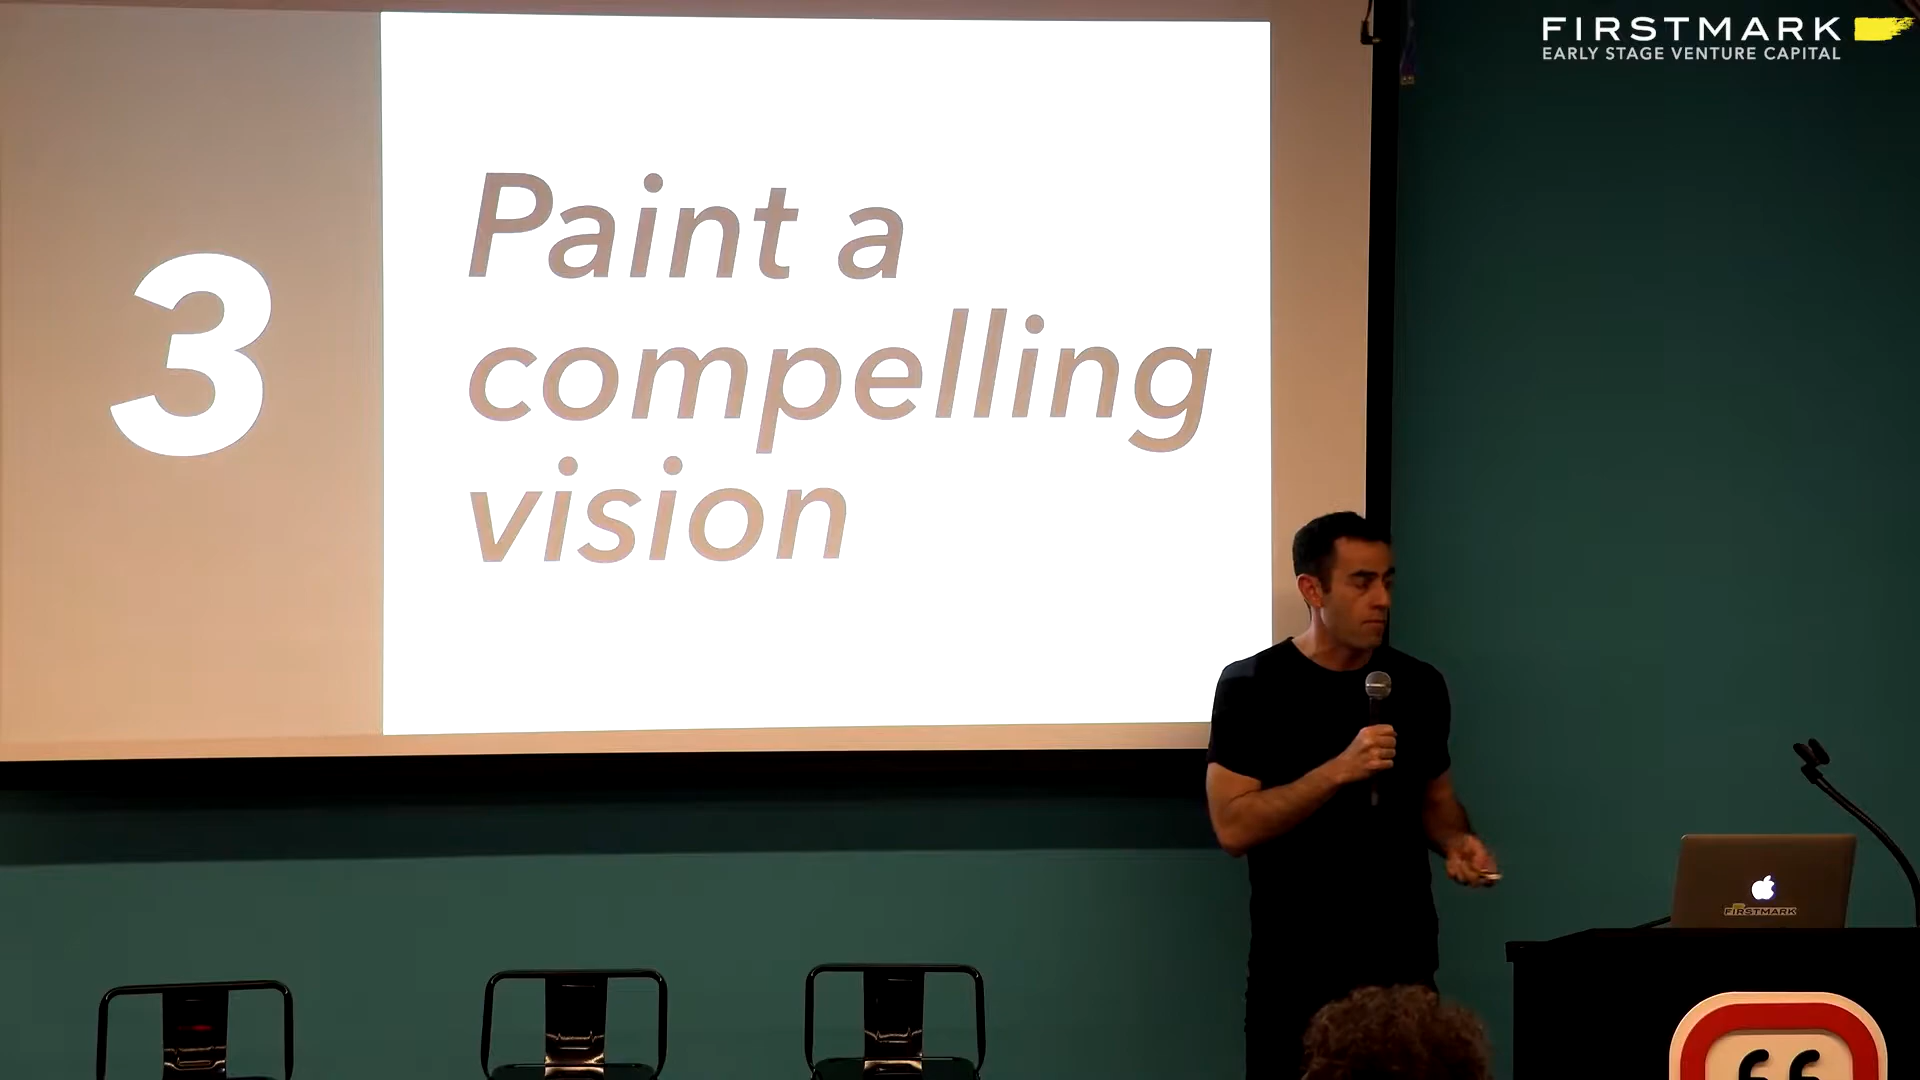 FIRSTMARK
EARLY STAGE VENTURE CAPITAL
3
Paint a
compelling
vision
FIRSTMARK